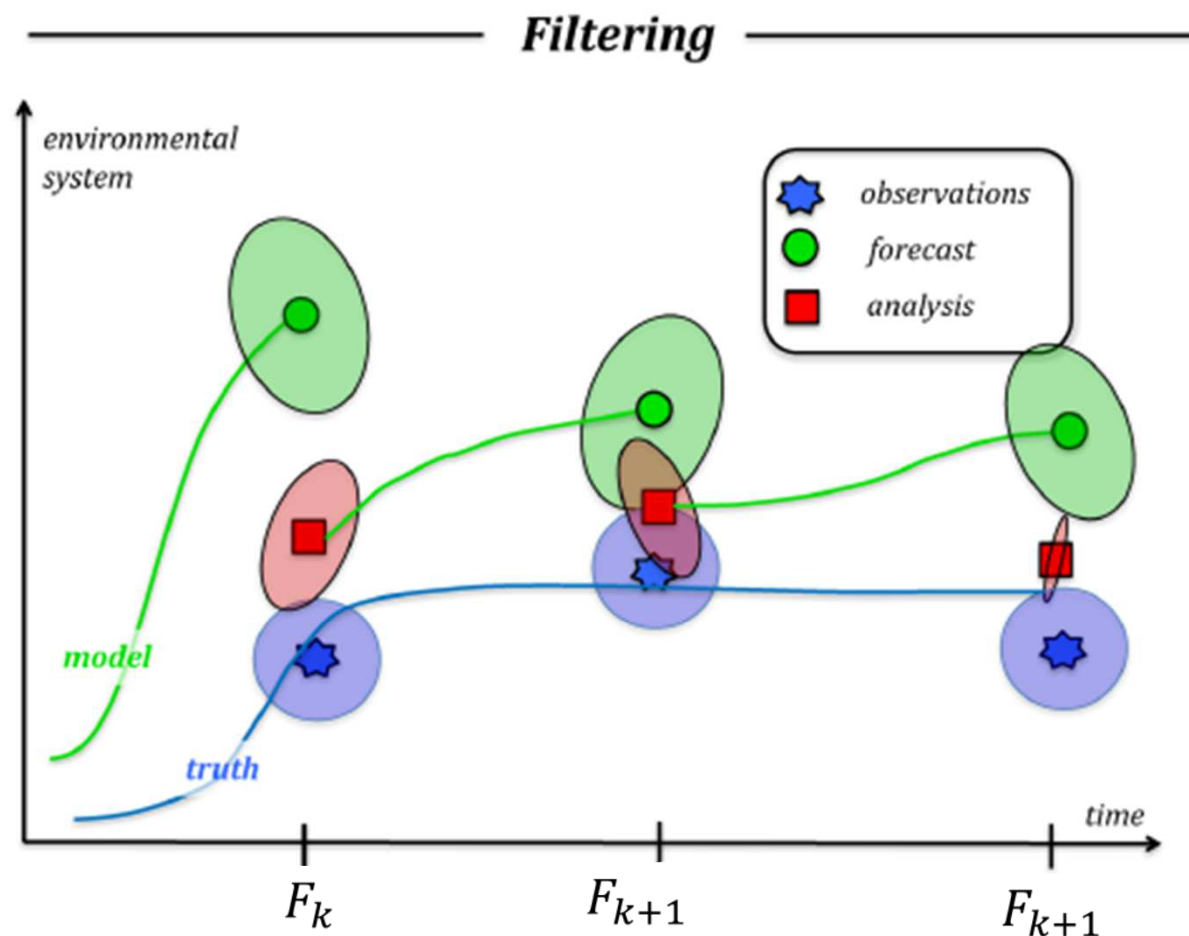 Filtering
environmental
system
observations
forecast
analysis
model
truth
time
F_k
F_{k+1}
F_{k+1}